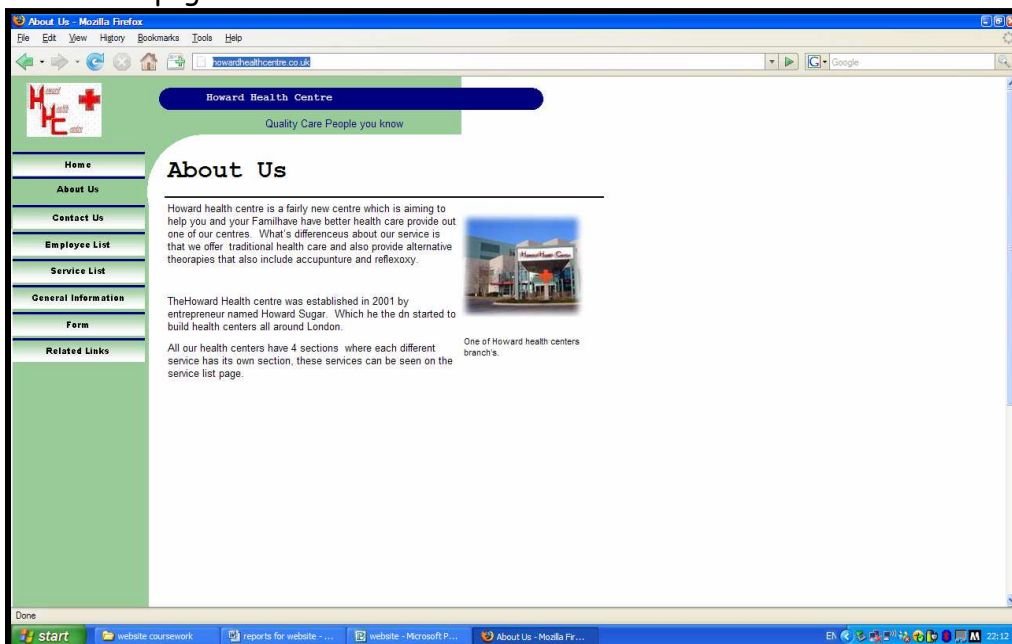 About Us - Mozilla Firefox
File Edit View History Bookmarks Tools Help
howardhealthcentre.co.uk
Google
Howard
Health
Center
Howard Health Centre
Quality Care People you know
Home
About Us
Contact Us
Employee List
Service List
General Information
Form
Related Links
About Us
Howard health centre is a fairly new centre which is aiming to
help you and your Familhave have better health care provide out
one of our centres. What's differenceus about our service is
that we offer traditional health care and also provide alternative
theorapies that also include accupunture and reflexoxy.
TheHoward Health centre was established in 2001 by
entrepreneur named Howard Sugar. Which he the dn started to
build health centers all around London.
All our health centers have 4 sections where each different
service has its own section, these services can be seen on the
service list page.
One of Howard health centers
branch's.
Done
start
website coursework
reports for website - ...
website - Microsoft P...
About Us - Mozilla Fir...
EN
22:12